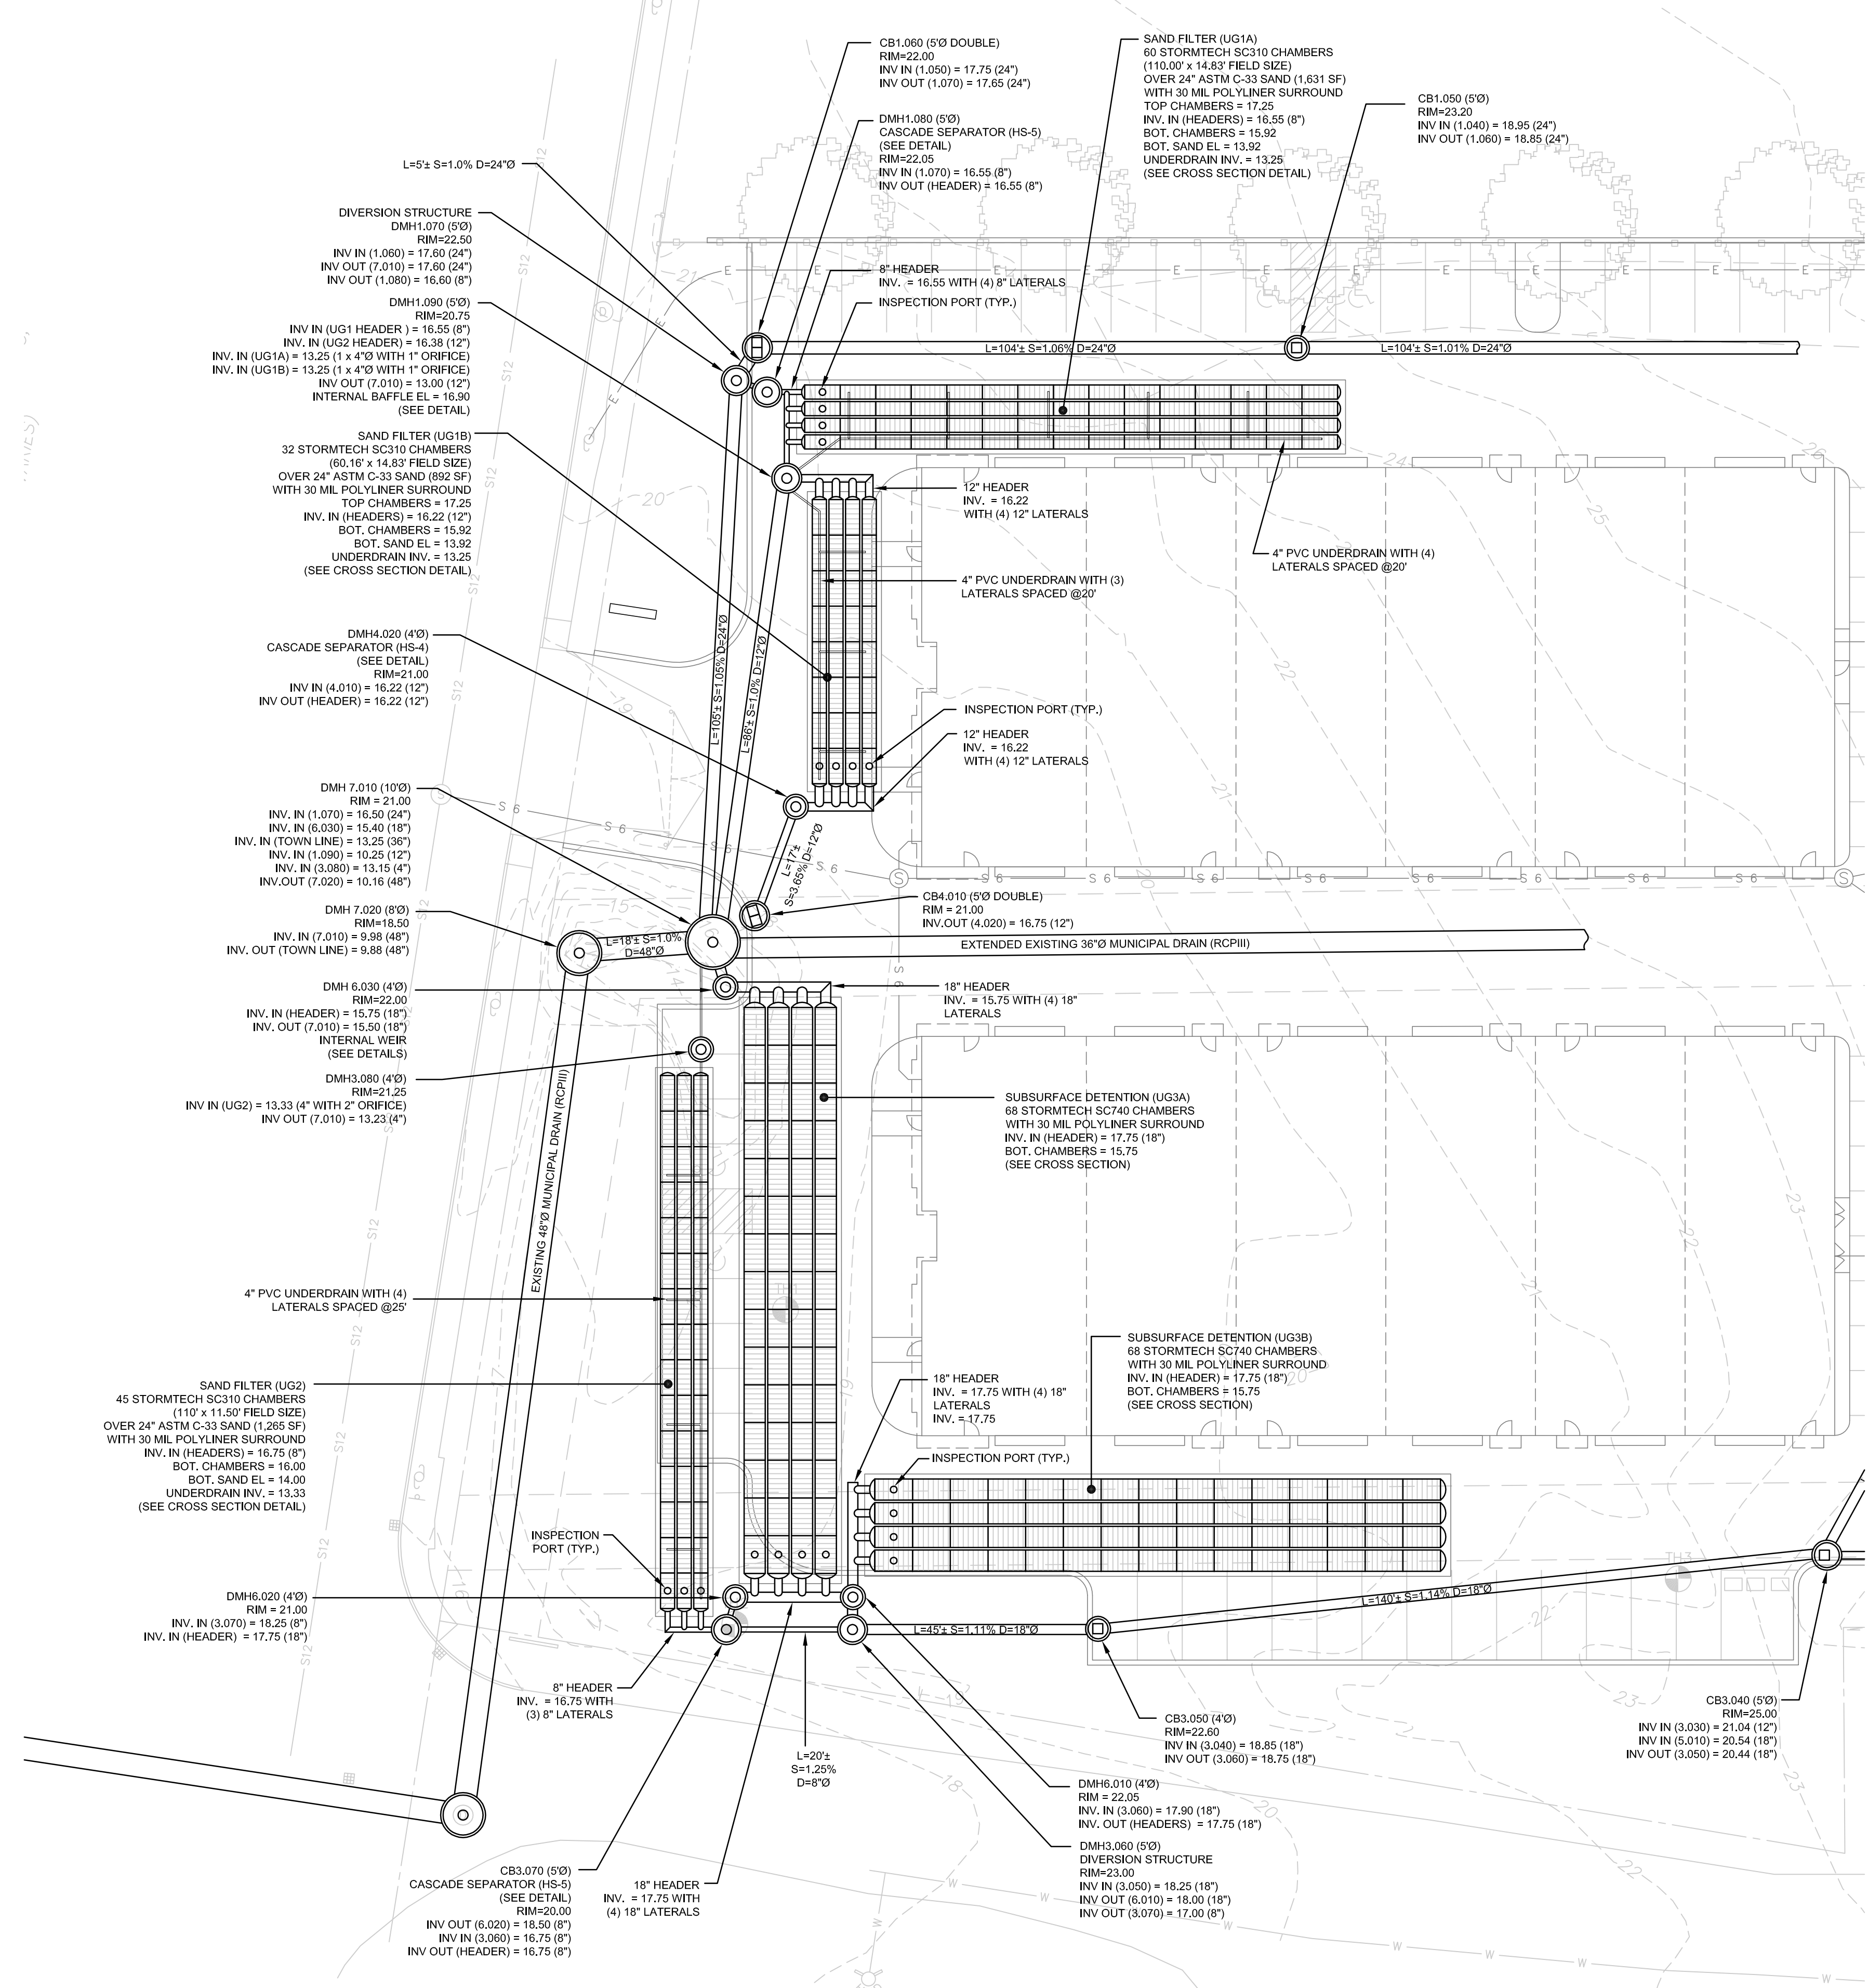 CB1.060 (5'Ø DOUBLE)
RIM=22.00
INV IN (1.050) = 17.75 (24")
INV OUT (1.070) = 17.65 (24")
SAND FILTER (UG1A)
60 STORMTECH SC310 CHAMBERS
(110.00' x 14.83' FIELD SIZE)
OVER 24" ASTM C-33 SAND (1,631 SF)
WITH 30 MIL POLYLINER SURROUND
TOP CHAMBERS = 17.25
INV. IN (HEADERS) = 16.55 (8")
BOT. CHAMBERS = 15.92
BOT. SAND EL = 13.92
UNDERDRAIN INV. = 13.25
(SEE CROSS SECTION DETAIL)
CB1.050 (5'Ø)
RIM=23.20
INV IN (1.040) = 18.95 (24")
INV OUT (1.060) = 18.85 (24")
DMH1.080 (5'Ø)
CASCADE SEPARATOR (HS-5)
(SEE DETAIL)
RIM=22.05
INV IN (1.070) = 16.55 (8")
INV OUT (HEADER) = 16.55 (8")
L=5'± S=1.0% D=24"Ø
DIVERSION STRUCTURE
DMH1.070 (5'Ø)
RIM=22.50
INV IN (1.060) = 17.60 (24")
INV OUT (7.010) = 17.60 (24")
INV OUT (1.080) = 16.60 (8")
8" HEADER
INV. = 16.55 WITH (4) 8" LATERALS
INSPECTION PORT (TYP.)
DMH1.090 (5'Ø)
RIM=20.75
INV IN (UG1 HEADER ) = 16.55 (8")
INV. IN (UG2 HEADER) = 16.38 (12")
INV. IN (UG1A) = 13.25 (1 x 4"Ø WITH 1" ORIFICE)
INV. IN (UG1B) = 13.25 (1 x 4"Ø WITH 1" ORIFICE)
INV OUT (7.010) = 13.00 (12")
INTERNAL BAFFLE EL = 16.90
(SEE DETAIL)
L=104'± S=1.06% D=24"Ø
L=104'± S=1.01% D=24"Ø
SAND FILTER (UG1B)
32 STORMTECH SC310 CHAMBERS
(60.16' x 14.83' FIELD SIZE)
OVER 24" ASTM C-33 SAND (892 SF)
WITH 30 MIL POLYLINER SURROUND
TOP CHAMBERS = 17.25
INV. IN (HEADERS) = 16.22 (12")
BOT. CHAMBERS = 15.92
BOT. SAND EL = 13.92
UNDERDRAIN INV. = 13.25
(SEE CROSS SECTION DETAIL)
12" HEADER
INV. = 16.22
WITH (4) 12" LATERALS
4" PVC UNDERDRAIN WITH (4)
LATERALS SPACED @20'
4" PVC UNDERDRAIN WITH (3)
LATERALS SPACED @20'
DMH4.020 (4'Ø)
CASCADE SEPARATOR (HS-4)
(SEE DETAIL)
RIM=21.00
INV IN (4.010) = 16.22 (12")
INV OUT (HEADER) = 16.22 (12")
L=105'± S=1.05% D=24"Ø
L=86'± S=1.0% D=12"Ø
INSPECTION PORT (TYP.)
12" HEADER
INV. = 16.22
WITH (4) 12" LATERALS
DMH 7.010 (10'Ø)
RIM = 21.00
INV. IN (1.070) = 16.50 (24")
INV. IN (6.030) = 15.40 (18")
INV. IN (TOWN LINE) = 13.25 (36")
INV. IN (1.090) = 10.25 (12")
INV. IN (3.080) = 13.15 (4")
INV.OUT (7.020) = 10.16 (48")
L=17'±
S=3.65% D=12"Ø
DMH 7.020 (8'Ø)
RIM=18.50
INV. IN (7.010) = 9.98 (48")
INV. OUT (TOWN LINE) = 9.88 (48")
L=18'± S=1.0%
D=48"Ø
CB4.010 (5'Ø DOUBLE)
RIM = 21.00
INV.OUT (4.020) = 16.75 (12")
EXTENDED EXISTING 36"Ø MUNICIPAL DRAIN (RCPIII)
DMH 6.030 (4'Ø)
RIM=22.00
INV. IN (HEADER) = 15.75 (18")
INV. OUT (7.010) = 15.50 (18")
INTERNAL WEIR
(SEE DETAILS)
18" HEADER
INV. = 15.75 WITH (4) 18"
LATERALS
DMH3.080 (4'Ø)
RIM=21.25
INV IN (UG2) = 13.33 (4" WITH 2" ORIFICE)
INV OUT (7.010) = 13.23 (4")
EXISTING 48"Ø MUNICIPAL DRAIN (RCPIII)
SUBSURFACE DETENTION (UG3A)
68 STORMTECH SC740 CHAMBERS
WITH 30 MIL POLYLINER SURROUND
INV. IN (HEADER) = 17.75 (18")
BOT. CHAMBERS = 15.75
(SEE CROSS SECTION)
4" PVC UNDERDRAIN WITH (4)
LATERALS SPACED @25'
SUBSURFACE DETENTION (UG3B)
68 STORMTECH SC740 CHAMBERS
WITH 30 MIL POLYLINER SURROUND
INV. IN (HEADER) = 17.75 (18")
BOT. CHAMBERS = 15.75
(SEE CROSS SECTION)
18" HEADER
INV. = 17.75 WITH (4) 18"
LATERALS
INV. = 17.75
SAND FILTER (UG2)
45 STORMTECH SC310 CHAMBERS
(110' x 11.50' FIELD SIZE)
OVER 24" ASTM C-33 SAND (1,265 SF)
WITH 30 MIL POLYLINER SURROUND
INV. IN (HEADERS) = 16.75 (8")
BOT. CHAMBERS = 16.00
BOT. SAND EL = 14.00
UNDERDRAIN INV. = 13.33
(SEE CROSS SECTION DETAIL)
INSPECTION PORT (TYP.)
INSPECTION
PORT (TYP.)
TH3
L=140'± S=1.14% D=18"Ø
DMH6.020 (4'Ø)
RIM = 21.00
INV. IN (3.070) = 18.25 (8")
INV. IN (HEADER) = 17.75 (18")
L=45'± S=1.11% D=18"Ø
8" HEADER
INV. = 16.75 WITH
(3) 8" LATERALS
L=20'±
S=1.25%
D=8"Ø
CB3.050 (4'Ø)
RIM=22.60
INV IN (3.040) = 18.85 (18")
INV OUT (3.060) = 18.75 (18")
CB3.040 (5'Ø)
RIM=25.00
INV IN (3.030) = 21.04 (12")
INV IN (5.010) = 20.54 (18")
INV OUT (3.050) = 20.44 (18")
DMH6.010 (4'Ø)
RIM = 22.05
INV. IN (3.060) = 17.90 (18")
INV. OUT (HEADERS) = 17.75 (18")
DMH3.060 (5'Ø)
DIVERSION STRUCTURE
RIM=23.00
INV IN (3.050) = 18.25 (18")
INV OUT (6.010) = 18.00 (18")
INV OUT (3.070) = 17.00 (8")
CB3.070 (5'Ø)
CASCADE SEPARATOR (HS-5)
(SEE DETAIL)
RIM=20.00
INV OUT (6.020) = 18.50 (8")
INV IN (3.060) = 16.75 (8")
INV OUT (HEADER) = 16.75 (8")
18" HEADER
INV. = 17.75 WITH
(4) 18" LATERALS